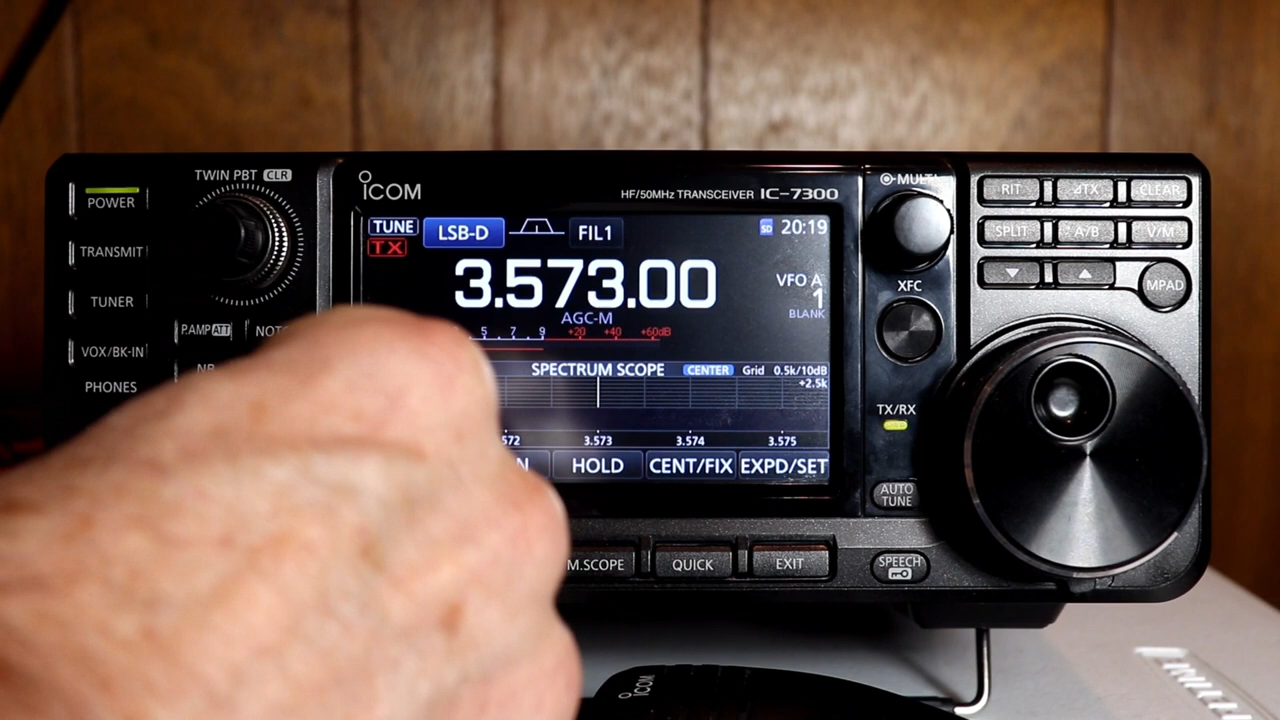 TWIN PBT CLR
POWER
TRANSMIT
TUNER
VOX/BK-IN
PHONES
P.AMP ATT
ICOM
HF/50MHz TRANSCEIVER IC-7300
TUNE LSB-D FIL1 SD 20:19
TX
3.573.00
VFO A
1
BLANK
AGC-M
5 7 9 +20 +40 +60dB
SPECTRUM SCOPE CENTER Grid 0.5k/10dB
+2.5k
3.573 3.574 3.575
HOLD CENT/FIX EXPD/SET
M.SCOPE QUICK EXIT
MULTI
XFC
TX/RX
AUTO
TUNE
SPEECH
RIT ⊿TX CLEAR
SPLIT A/B V/M
▼ ▲ MPAD
ICOM